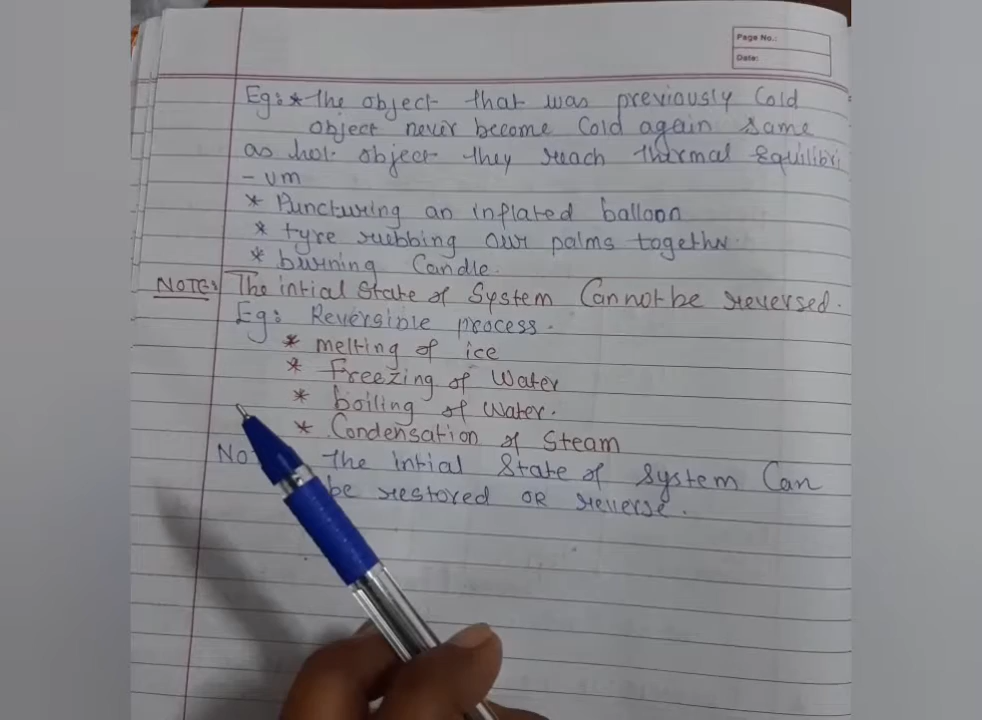 Page No.:
Date:
Eg: * the object that was previously Cold
object never become Cold again same
as hot object they reach thermal Equilibri
- um
* Puncturing an inflated balloon
* tyre rubbing our palms together
* burning Candle.
NOTE: The intial State of System Cannot be reversed.
Eg: Reversible process.
* melting of ice
* Freezing of Water
* boiling of Water.
* Condensation of Steam
No the intial State of System Can
be restored OR reverse.